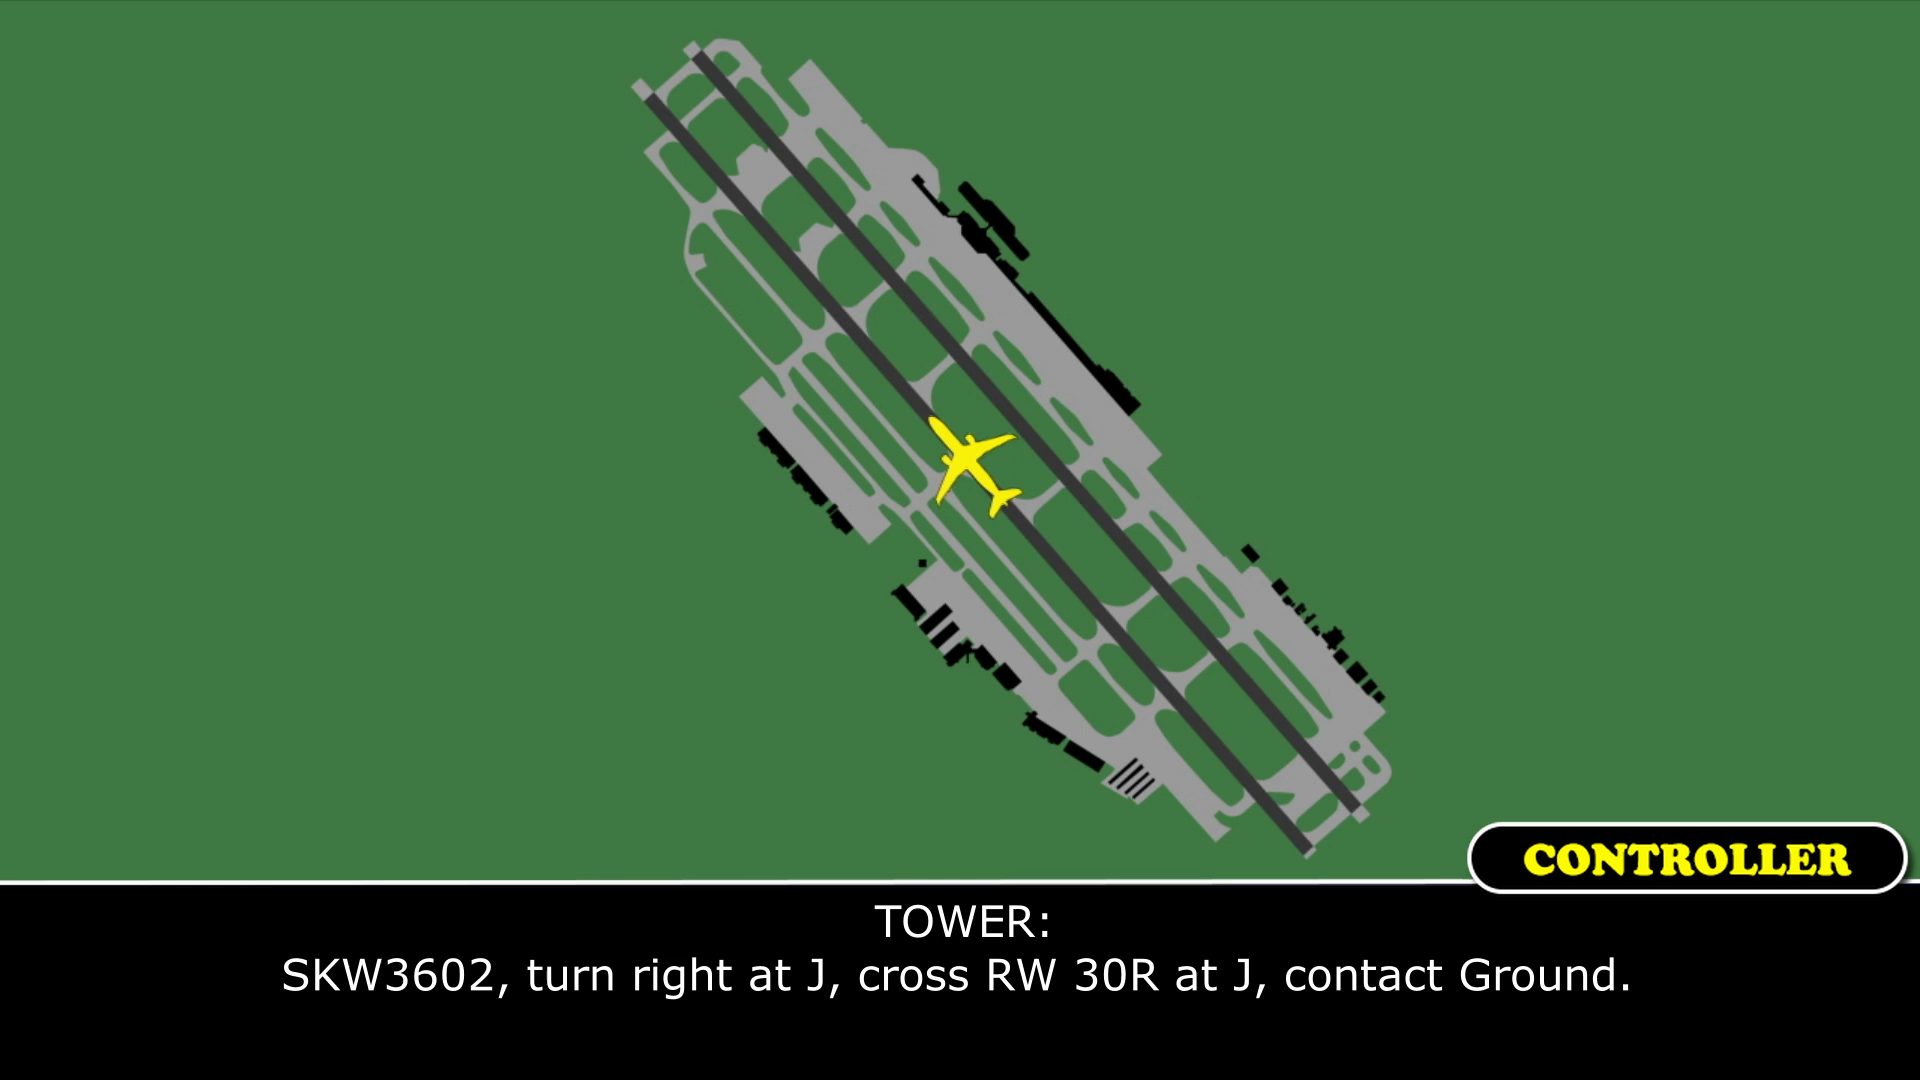 CONTROLLER
TOWER:
SKW3602, turn right at J, cross RW 30R at J, contact Ground.